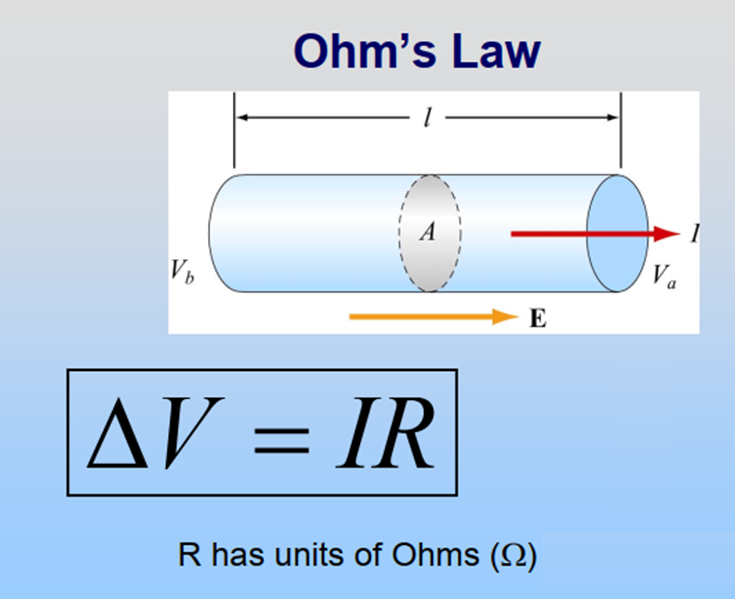 Ohm's Law
l
A
I
V_b
V_a
E
ΔV = IR
R has units of Ohms (Ω)